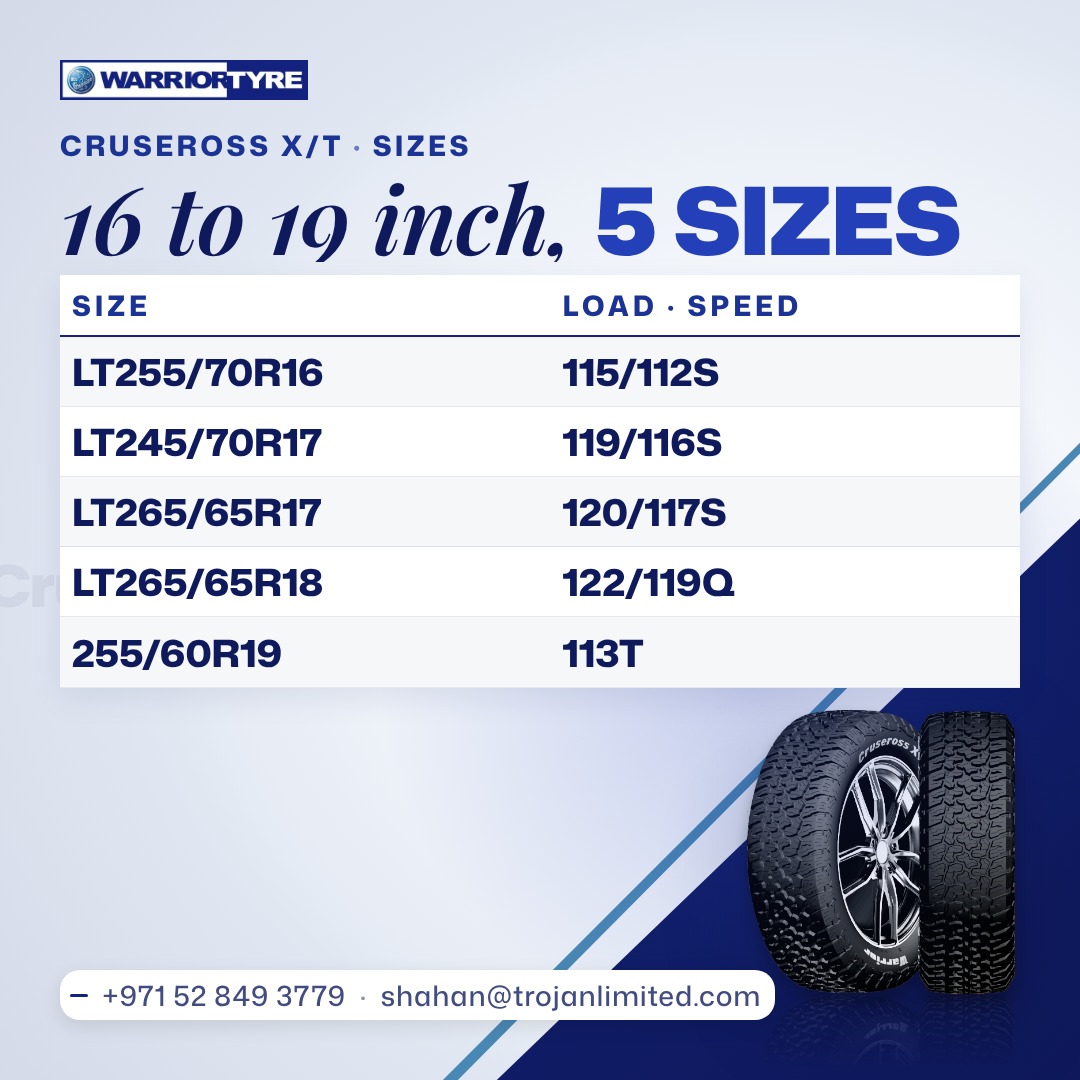 WARRIORTYRE
CRUSEROSS X/T · SIZES
16 to 19 inch, 5 SIZES
SIZE LOAD · SPEED
LT255/70R16 115/112S
LT245/70R17 119/116S
LT265/65R17 120/117S
LT265/65R18 122/119Q
255/60R19 113T
Cruseross X
Warrior
– +971 52 849 3779 · shahan@trojanlimited.com